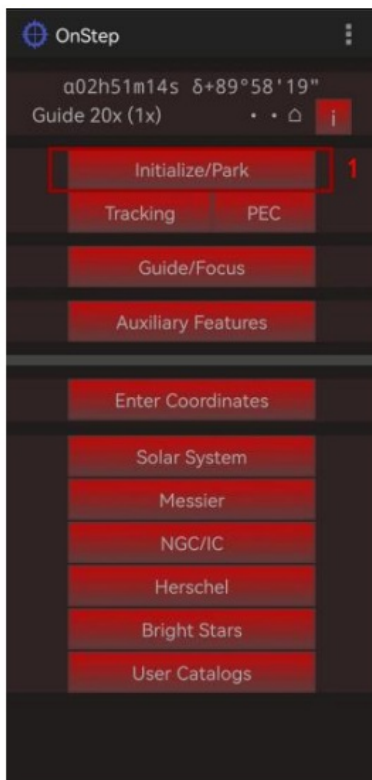 OnStep
α02h51m14s δ+89°58'19"
Guide 20x (1x) i
Initialize/Park 1
Tracking PEC
Guide/Focus
Auxiliary Features
Enter Coordinates
Solar System
Messier
NGC/IC
Herschel
Bright Stars
User Catalogs